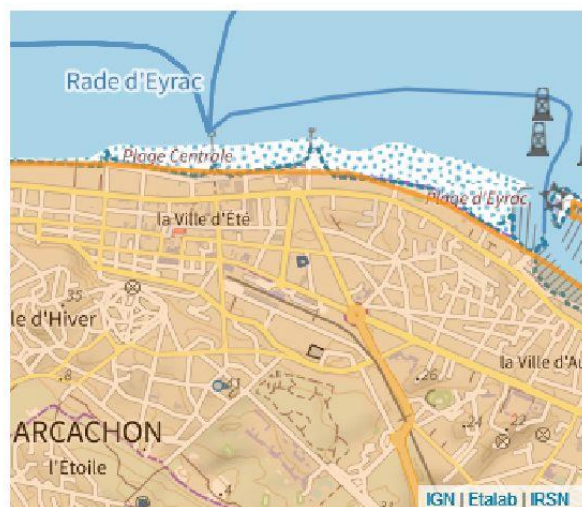 Rade d'Eyrac
Plage Centrale
Plage d'Eyrac
la Ville d'Été
35
le d'Hiver
la Ville d'Au
8
26
24
22
ARCACHON
l'Etoile
4
IGN | Etalab | IRSN